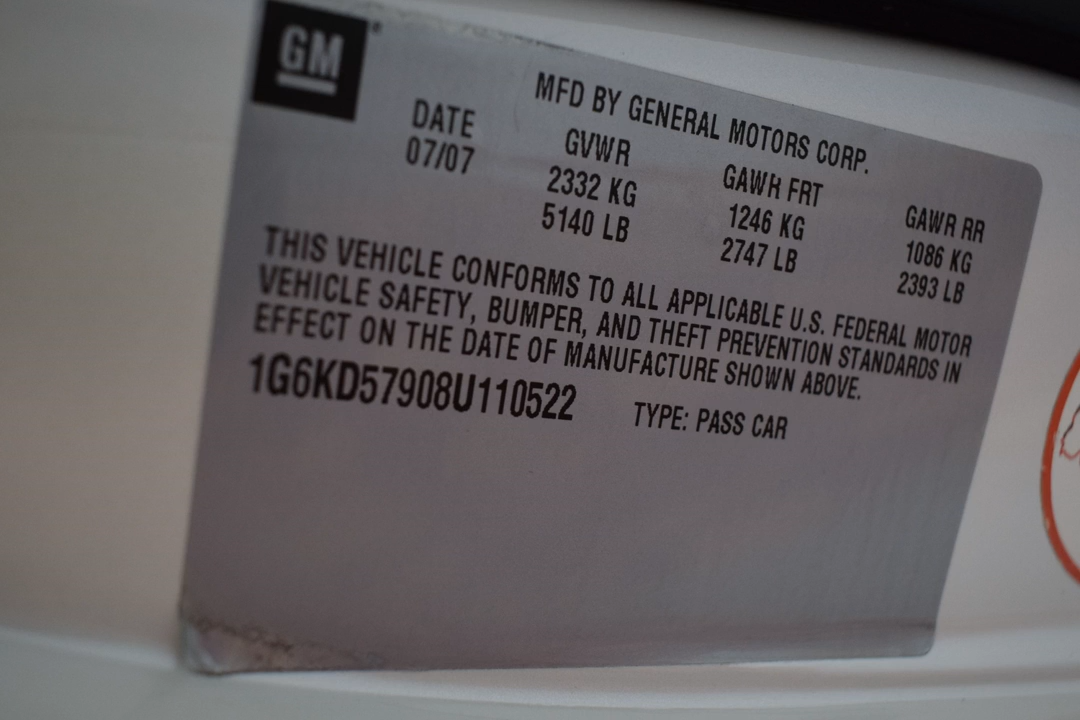 GM
MFD BY GENERAL MOTORS CORP.
DATE GVWR GAWR FRT GAWR RR
07/07 2332 KG 1246 KG 1086 KG
5140 LB 2747 LB 2393 LB
THIS VEHICLE CONFORMS TO ALL APPLICABLE U.S. FEDERAL MOTOR
VEHICLE SAFETY, BUMPER, AND THEFT PREVENTION STANDARDS IN
EFFECT ON THE DATE OF MANUFACTURE SHOWN ABOVE.
1G6KD57908U110522 TYPE: PASS CAR